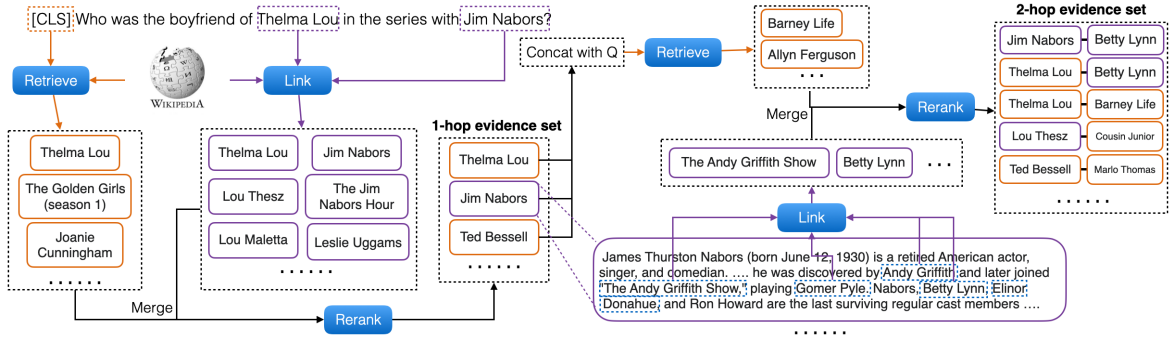 [CLS] Who was the boyfriend of Thelma Lou in the series with Jim Nabors?
Retrieve
WIKIPEDIA
Link
Thelma Lou
The Golden Girls
(season 1)
Joanie
Cunningham
......
Thelma Lou
Jim Nabors
Lou Thesz
The Jim
Nabors Hour
Lou Maletta
Leslie Uggams
......
Merge
Rerank
1-hop evidence set
Thelma Lou
Jim Nabors
Ted Bessell
......
Concat with Q
Retrieve
Barney Life
Allyn Ferguson
...
Merge
Rerank
The Andy Griffith Show
Betty Lynn
...
Link
James Thurston Nabors (born June 12, 1930) is a retired American actor,
singer, and comedian. .... he was discovered by Andy Griffith and later joined
"The Andy Griffith Show," playing Gomer Pyle. Nabors, Betty Lynn, Elinor
Donahue, and Ron Howard are the last surviving regular cast members ....
......
2-hop evidence set
Jim Nabors
Betty Lynn
Thelma Lou
Betty Lynn
Thelma Lou
Barney Life
Lou Thesz
Cousin Junior
Ted Bessell
Marlo Thomas
......